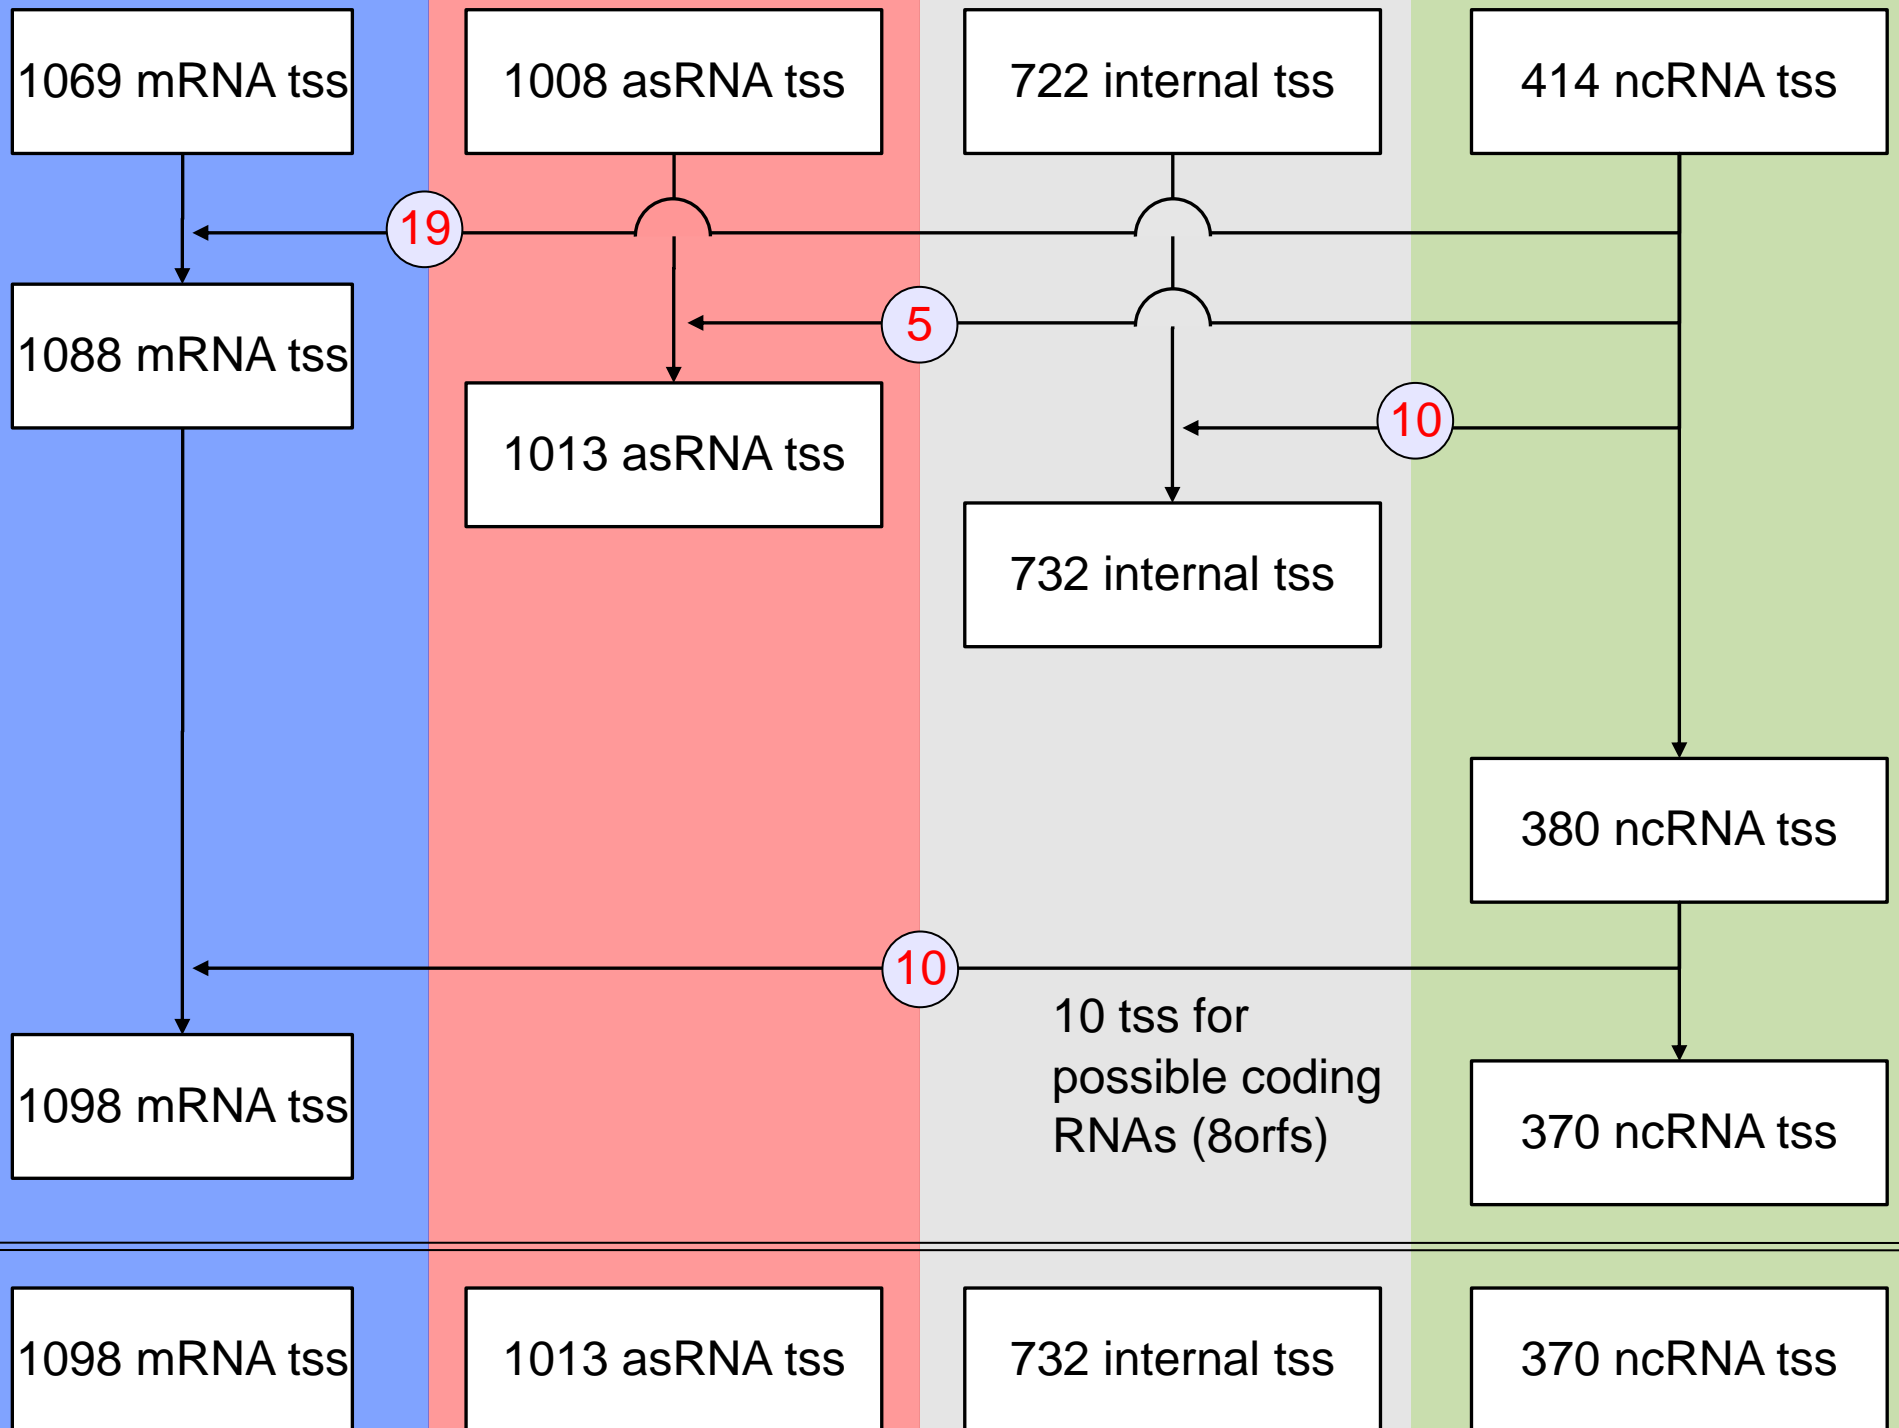 1069 mRNA tss
1008 asRNA tss
722 internal tss
414 ncRNA tss
19
5
1088 mRNA tss
10
1013 asRNA tss
732 internal tss
380 ncRNA tss
10
10 tss for
possible coding
RNAs (8orfs)
1098 mRNA tss
370 ncRNA tss
1098 mRNA tss
1013 asRNA tss
732 internal tss
370 ncRNA tss